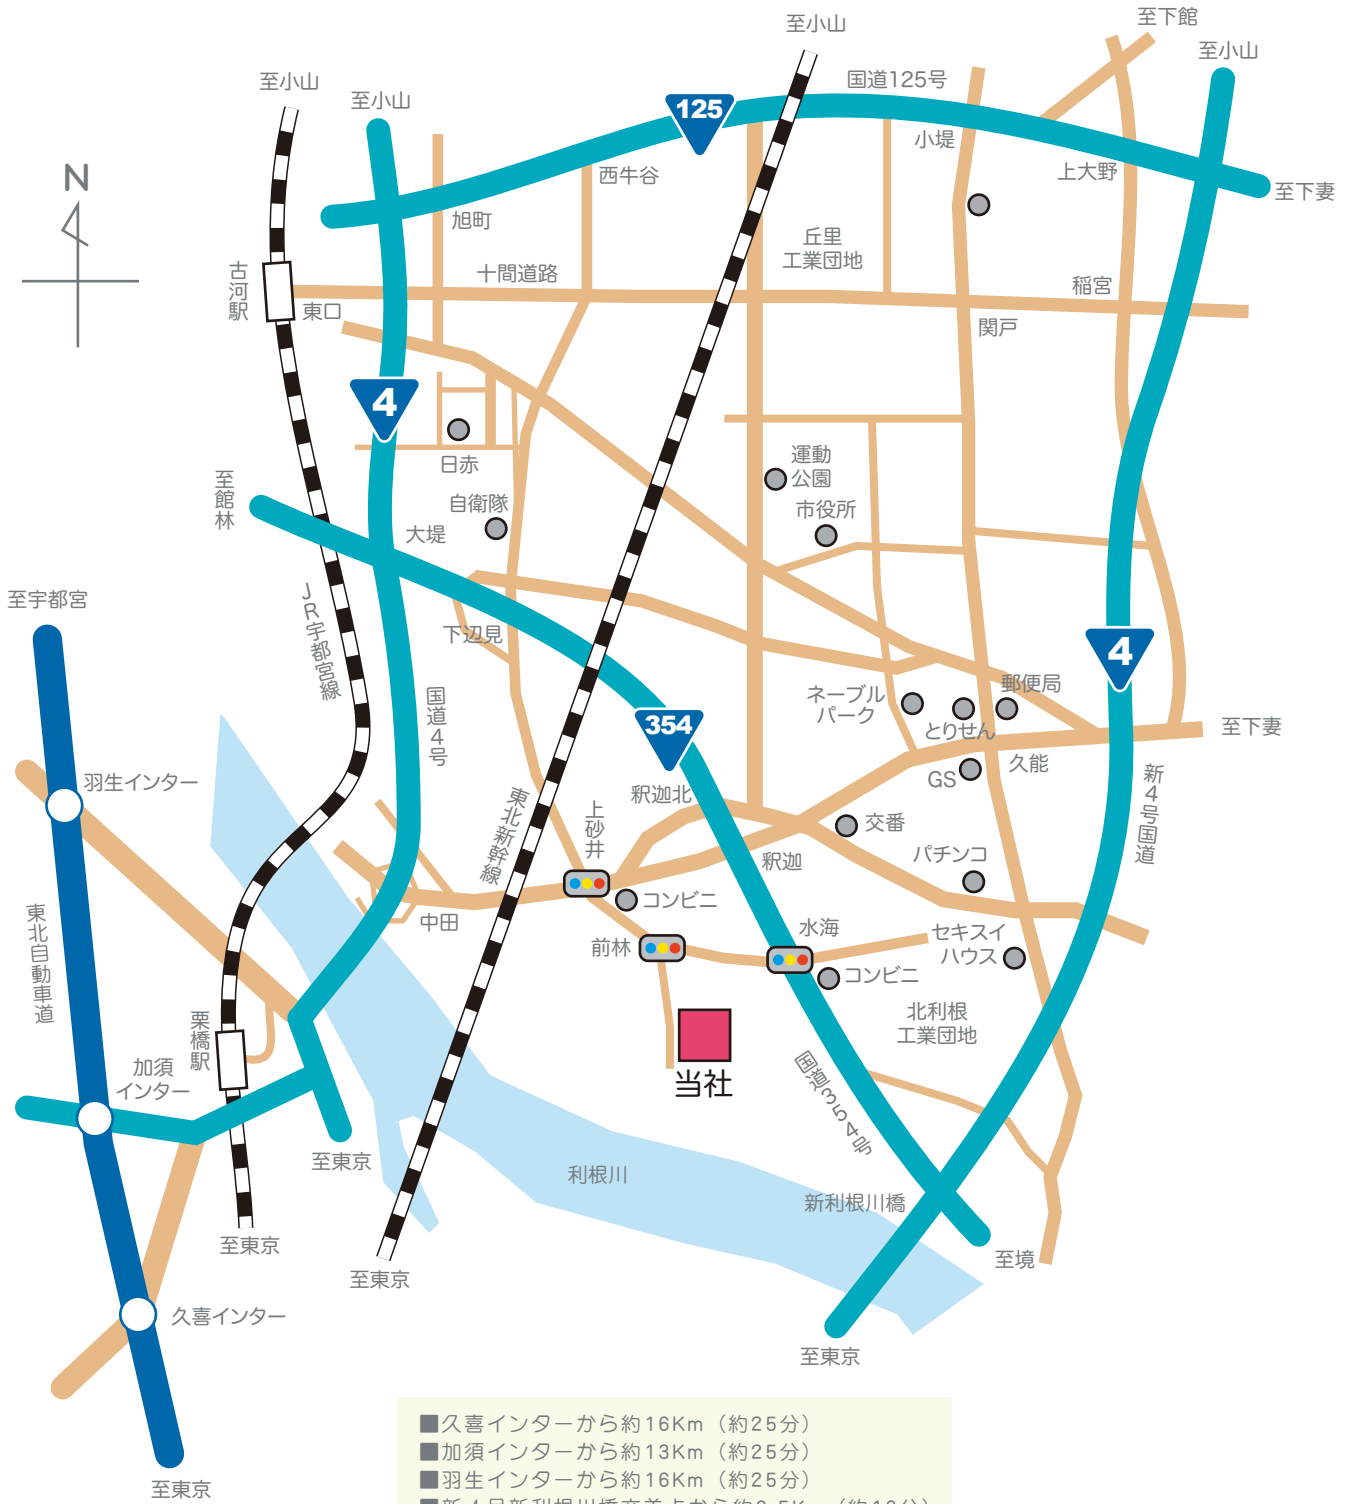 至下館
至小山
至小山
国道125号
至小山
至小山
125
小堤
上大野
N
西牛谷
至下妻
旭町
丘里
工業団地
十間道路
稲宮
古河駅
東口
関戸
4
日赤
運動
公園
至館林
自衛隊
市役所
大堤
至宇都宮
JR宇都宮線
下辺見
4
国道4号
ネーブル
パーク
郵便局
とりせん
354
至下妻
久能
GS
新4号国道
羽生インター
釈迦北
東北新幹線
上砂井
交番
釈迦
パチンコ
コンビニ
中田
水海
セキスイ
ハウス
前林
コンビニ
東北自動車道
北利根
工業団地
栗橋駅
加須
インター
当社
国道354号
至東京
利根川
新利根川橋
至東京
至境
至東京
久喜インター
至東京
■久喜インターから約16Km（約25分）
■加須インターから約13Km（約25分）
■羽生インターから約16Km（約25分）
至東京